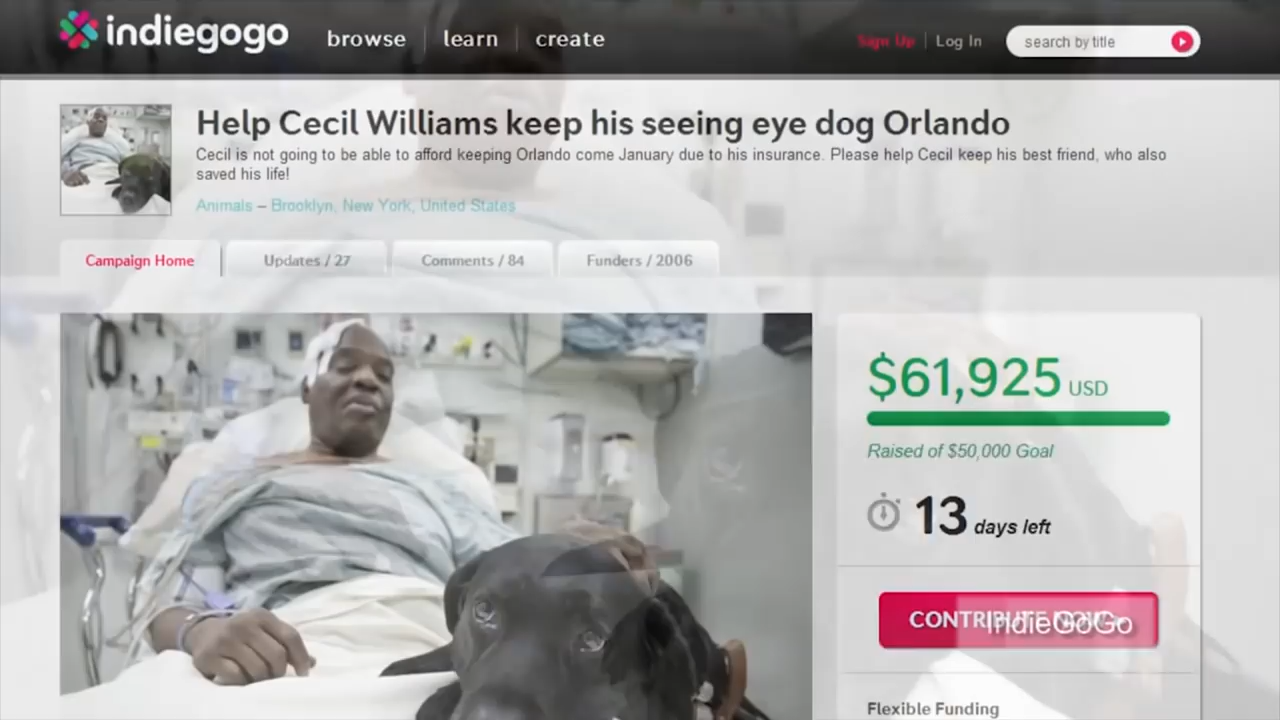 indiegogo
browse
learn
create
Sign Up
Log In
search by title
Help Cecil Williams keep his seeing eye dog Orlando
Cecil is not going to be able to afford keeping Orlando come January due to his insurance. Please help Cecil keep his best friend, who also
saved his life!
Animals – Brooklyn, New York, United States
Campaign Home
Updates / 27
Comments / 84
Funders / 2006
$61,925 USD
Raised of $50,000 Goal
13 days left
CONTRIBUTE NOW
IndieGoGo
Flexible Funding